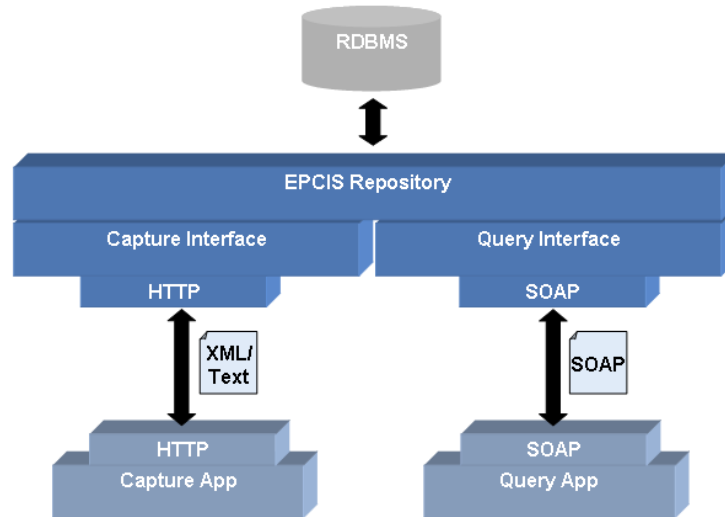 RDBMS
EPCIS Repository
Capture Interface
Query Interface
HTTP
SOAP
XML/
Text
SOAP
HTTP
SOAP
Capture App
Query App